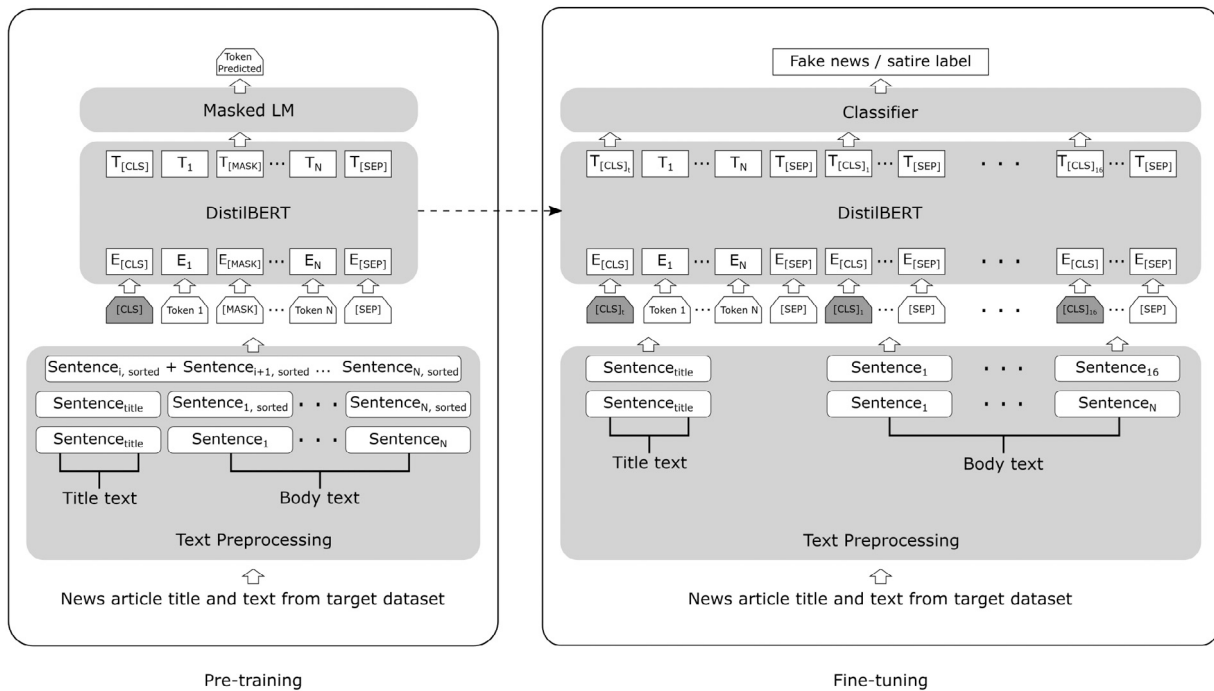 Token
Predicted
Masked LM
T[CLS] T1 T[MASK] ... TN T[SEP]
DistilBERT
E[CLS] E1 E[MASK] ... EN E[SEP]
[CLS] Token 1 [MASK] ... Token N [SEP]
Sentencei, sorted + Sentencei+1, sorted ... SentenceN, sorted
Sentencetitle Sentence1, sorted . . . SentenceN, sorted
Sentencetitle Sentence1 . . . SentenceN
Title text Body text
Text Preprocessing
News article title and text from target dataset
Pre-training
Fake news / satire label
Classifier
T[CLS]t T1 ... TN T[SEP] T[CLS]1 ... T[SEP] . . . T[CLS]16 ... T[SEP]
DistilBERT
E[CLS] E1 ... EN E[SEP] E[CLS] ... E[SEP] . . . E[CLS] ... E[SEP]
[CLS]t Token 1 ... Token N [SEP] [CLS]1 ... [SEP] . . . [CLS]16 ... [SEP]
Sentencetitle Sentence1 . . . Sentence16
Sentencetitle Sentence1 . . . SentenceN
Title text Body text
Text Preprocessing
News article title and text from target dataset
Fine-tuning